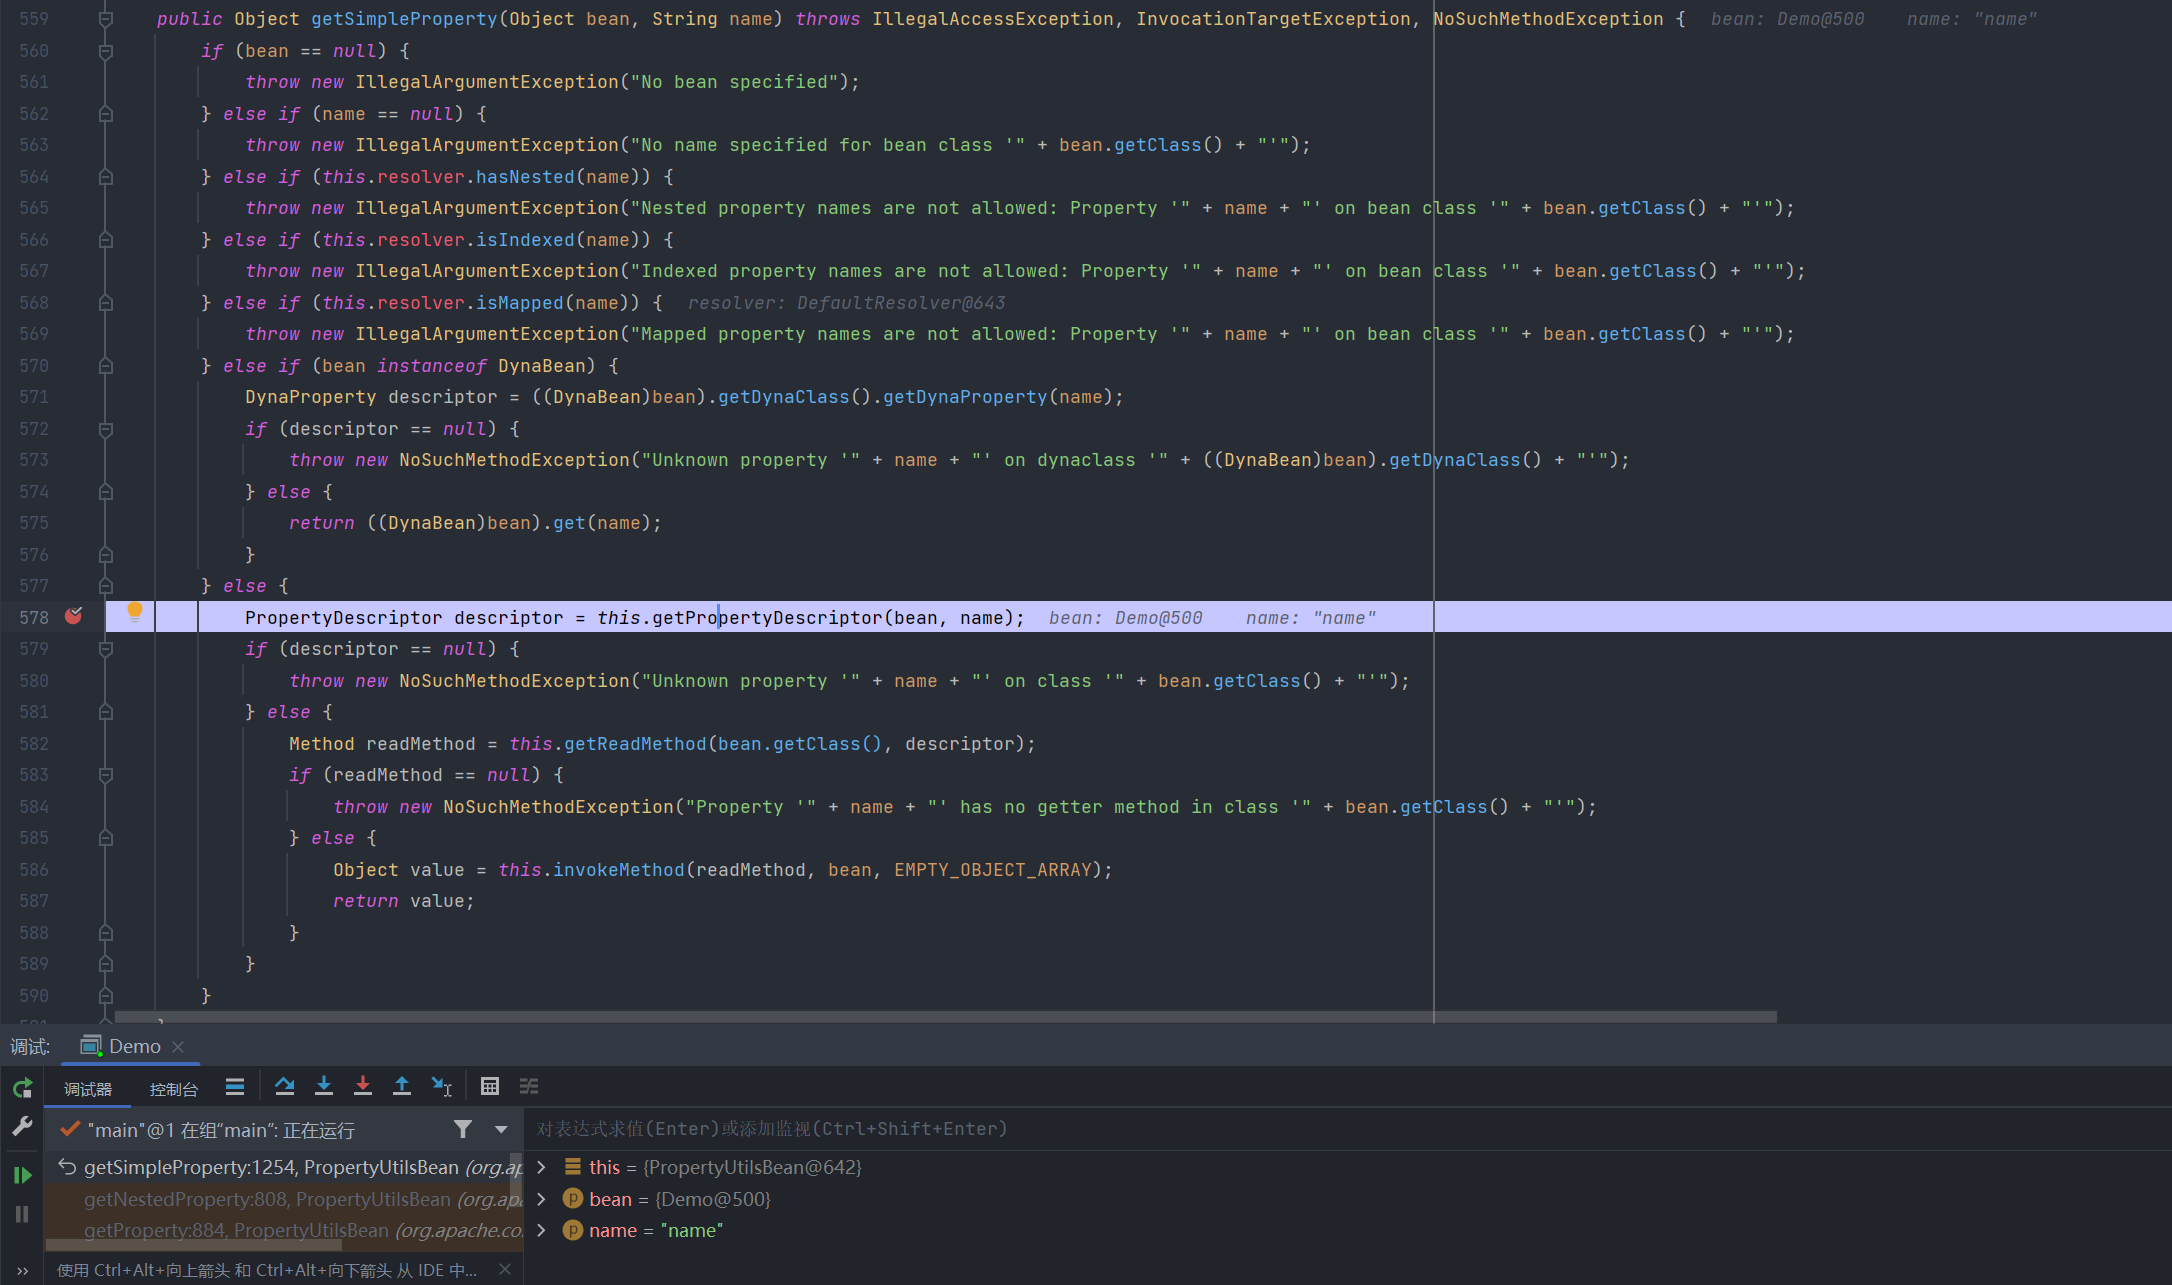 559 public Object getSimpleProperty(Object bean, String name) throws IllegalAccessException, InvocationTargetException, NoSuchMethodException { bean: Demo@500 name: "name"
560 if (bean == null) {
561 throw new IllegalArgumentException("No bean specified");
562 } else if (name == null) {
563 throw new IllegalArgumentException("No name specified for bean class '" + bean.getClass() + "'");
564 } else if (this.resolver.hasNested(name)) {
565 throw new IllegalArgumentException("Nested property names are not allowed: Property '" + name + "' on bean class '" + bean.getClass() + "'");
566 } else if (this.resolver.isIndexed(name)) {
567 throw new IllegalArgumentException("Indexed property names are not allowed: Property '" + name + "' on bean class '" + bean.getClass() + "'");
568 } else if (this.resolver.isMapped(name)) { resolver: DefaultResolver@643
569 throw new IllegalArgumentException("Mapped property names are not allowed: Property '" + name + "' on bean class '" + bean.getClass() + "'");
570 } else if (bean instanceof DynaBean) {
571 DynaProperty descriptor = ((DynaBean)bean).getDynaClass().getDynaProperty(name);
572 if (descriptor == null) {
573 throw new NoSuchMethodException("Unknown property '" + name + "' on dynaclass '" + ((DynaBean)bean).getDynaClass() + "'");
574 } else {
575 return ((DynaBean)bean).get(name);
576 }
577 } else {
578 PropertyDescriptor descriptor = this.getPropertyDescriptor(bean, name); bean: Demo@500 name: "name"
579 if (descriptor == null) {
580 throw new NoSuchMethodException("Unknown property '" + name + "' on class '" + bean.getClass() + "'");
581 } else {
582 Method readMethod = this.getReadMethod(bean.getClass(), descriptor);
583 if (readMethod == null) {
584 throw new NoSuchMethodException("Property '" + name + "' has no getter method in class '" + bean.getClass() + "'");
585 } else {
586 Object value = this.invokeMethod(readMethod, bean, EMPTY_OBJECT_ARRAY);
587 return value;
588 }
589 }
590 }
调试: Demo
调试器 控制台
"main"@1 在组"main": 正在运行
对表达式求值(Enter)或添加监视(Ctrl+Shift+Enter)
getSimpleProperty:1254, PropertyUtilsBean (org.ap
this = {PropertyUtilsBean@642}
getNestedProperty:808, PropertyUtilsBean (org.apa
bean = {Demo@500}
getProperty:884, PropertyUtilsBean (org.apache.co
name = "name"
使用 Ctrl+Alt+向上箭头 和 Ctrl+Alt+向下箭头 从 IDE 中...